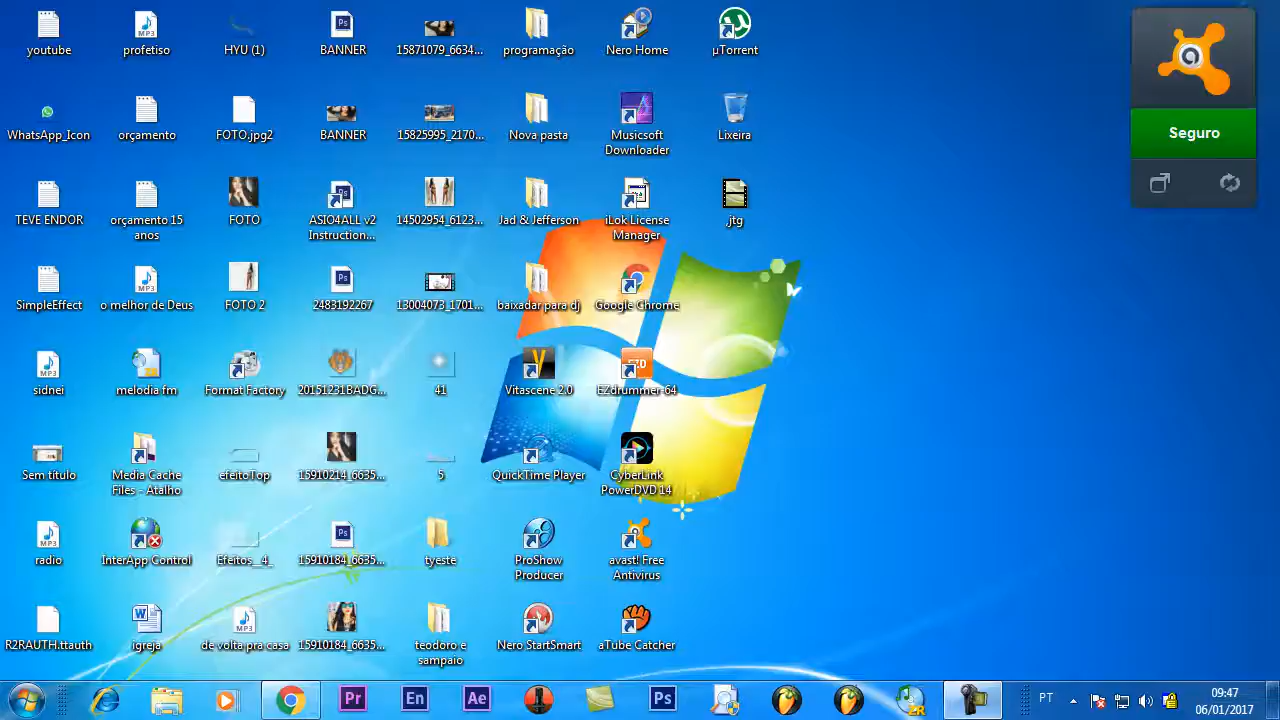 youtube
profetiso
HYU (1)
BANNER
15871079_6634...
programação
Nero Home
µTorrent
WhatsApp_Icon
orçamento
FOTO.jpg2
BANNER
15825995_2170...
Nova pasta
Musicsoft
Downloader
Lixeira
TEVE ENDOR
orçamento 15
anos
FOTO
ASIO4ALL v2
Instruction...
14502954_6123...
Jad & Jefferson
iLok License
Manager
.jtg
SimpleEffect
o melhor de Deus
FOTO 2
2483192267
13004073_1701...
baixadar para dj
Google Chrome
sidnei
melodia fm
Format Factory
20151231BADG...
41
Vitascene 2.0
EZdrummer-64
Sem título
Media Cache
Files - Atalho
efeitoTop
15910214_6635...
5
QuickTime Player
CyberLink
PowerDVD 14
radio
InterApp Control
Efeitos__4_
15910184_6635...
tyeste
ProShow
Producer
avast! Free
Antivirus
R2RAUTH.ttauth
igreja
de volta pra casa
15910184_6635...
teodoro e
sampaio
Nero StartSmart
aTube Catcher
Seguro
Pr
En
Ae
Ps
PT
09:47
06/01/2017